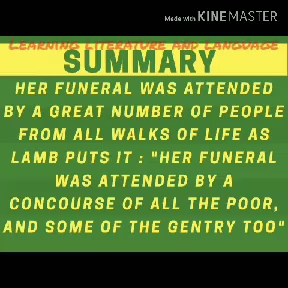 Made with KINEMASTER
LEARNING LITERATURE AND LANGUAGE
SUMMARY
HER FUNERAL WAS ATTENDED
BY A GREAT NUMBER OF PEOPLE
FROM ALL WALKS OF LIFE AS
LAMB PUTS IT : "HER FUNERAL
WAS ATTENDED BY A
CONCOURSE OF ALL THE POOR,
AND SOME OF THE GENTRY TOO"